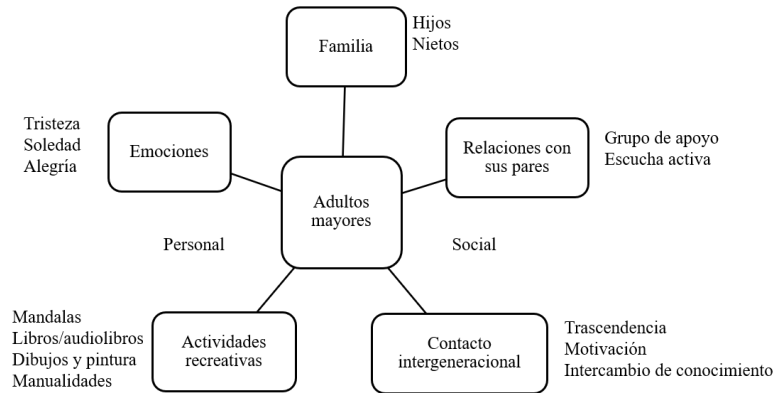 Familia
Hijos
Nietos
Tristeza
Soledad
Alegría
Emociones
Relaciones con
sus pares
Grupo de apoyo
Escucha activa
Adultos
mayores
Personal
Social
Mandalas
Libros/audiolibros
Dibujos y pintura
Manualidades
Actividades
recreativas
Contacto
intergeneracional
Trascendencia
Motivación
Intercambio de conocimiento